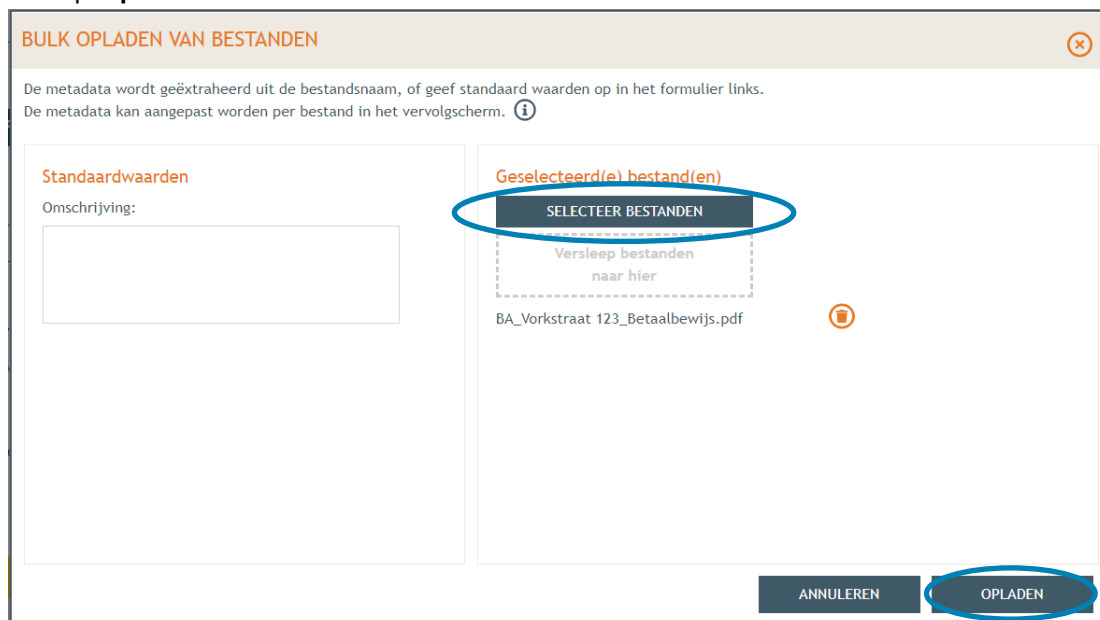 BULK OPLADEN VAN BESTANDEN
De metadata wordt geëxtraheerd uit de bestandsnaam, of geef standaard waarden op in het formulier links.
De metadata kan aangepast worden per bestand in het vervolgscherm.
Standaardwaarden
Omschrijving:
Geselecteerd(e) bestand(en)
SELECTEER BESTANDEN
Versleep bestanden
naar hier
BA_Vorkstraat 123_Betaalbewijs.pdf
ANNULEREN
OPLADEN